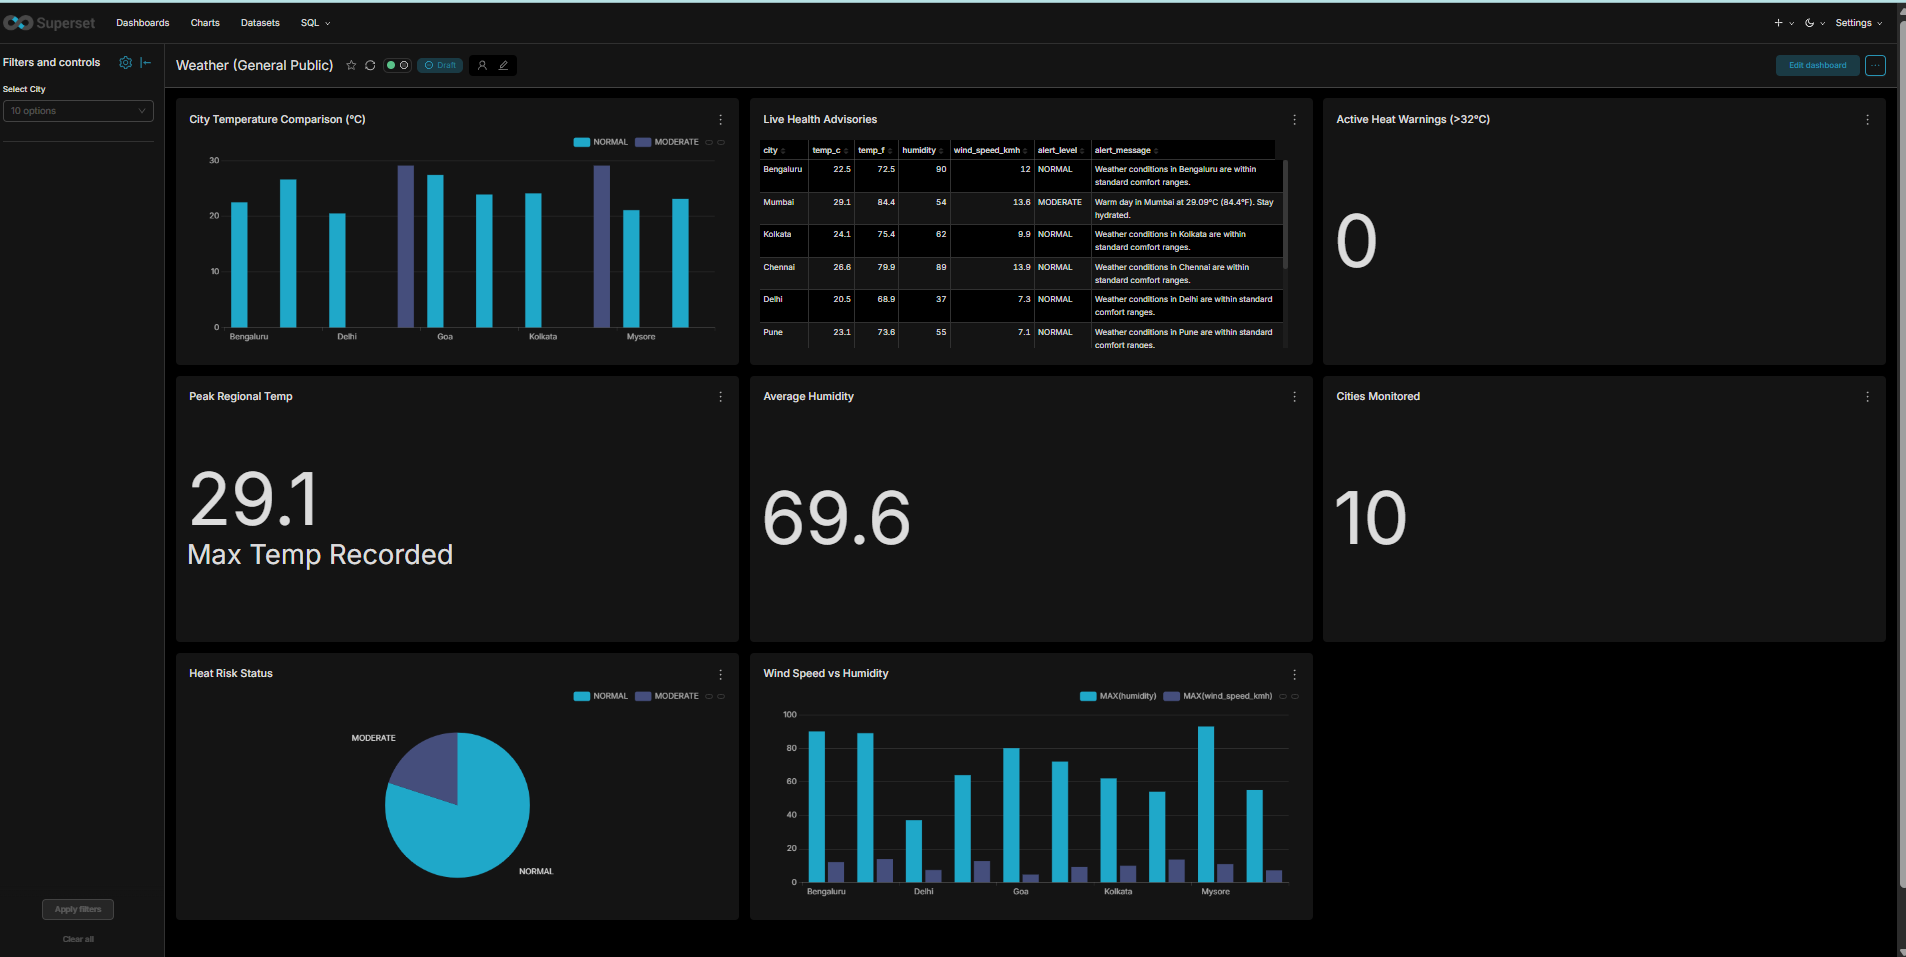 Superset Dashboards Charts Datasets SQL Settings
Filters and controls
Select City
10 options
Apply filters
Clear all
Weather (General Public) Draft Edit dashboard
City Temperature Comparison (°C)
NORMAL MODERATE
30
20
10
0
Bengaluru Delhi Goa Kolkata Mysore
Live Health Advisories
city temp_c temp_f humidity wind_speed_kmh alert_level alert_message
Bengaluru 22.5 72.5 90 12 NORMAL Weather conditions in Bengaluru are within
standard comfort ranges.
Mumbai 29.1 84.4 54 13.6 MODERATE Warm day in Mumbai at 29.09°C (84.4°F). Stay
hydrated.
Kolkata 24.1 75.4 62 9.9 NORMAL Weather conditions in Kolkata are within
standard comfort ranges.
Chennai 26.6 79.9 89 13.9 NORMAL Weather conditions in Chennai are within
standard comfort ranges.
Delhi 20.5 68.9 37 7.3 NORMAL Weather conditions in Delhi are within standard
comfort ranges.
Pune 23.1 73.6 55 7.1 NORMAL Weather conditions in Pune are within standard
comfort ranges.
Active Heat Warnings (>32°C)
0
Peak Regional Temp
29.1
Max Temp Recorded
Average Humidity
69.6
Cities Monitored
10
Heat Risk Status
NORMAL MODERATE
MODERATE
NORMAL
Wind Speed vs Humidity
MAX(humidity) MAX(wind_speed_kmh)
100
80
60
40
20
0
Bengaluru Delhi Goa Kolkata Mysore